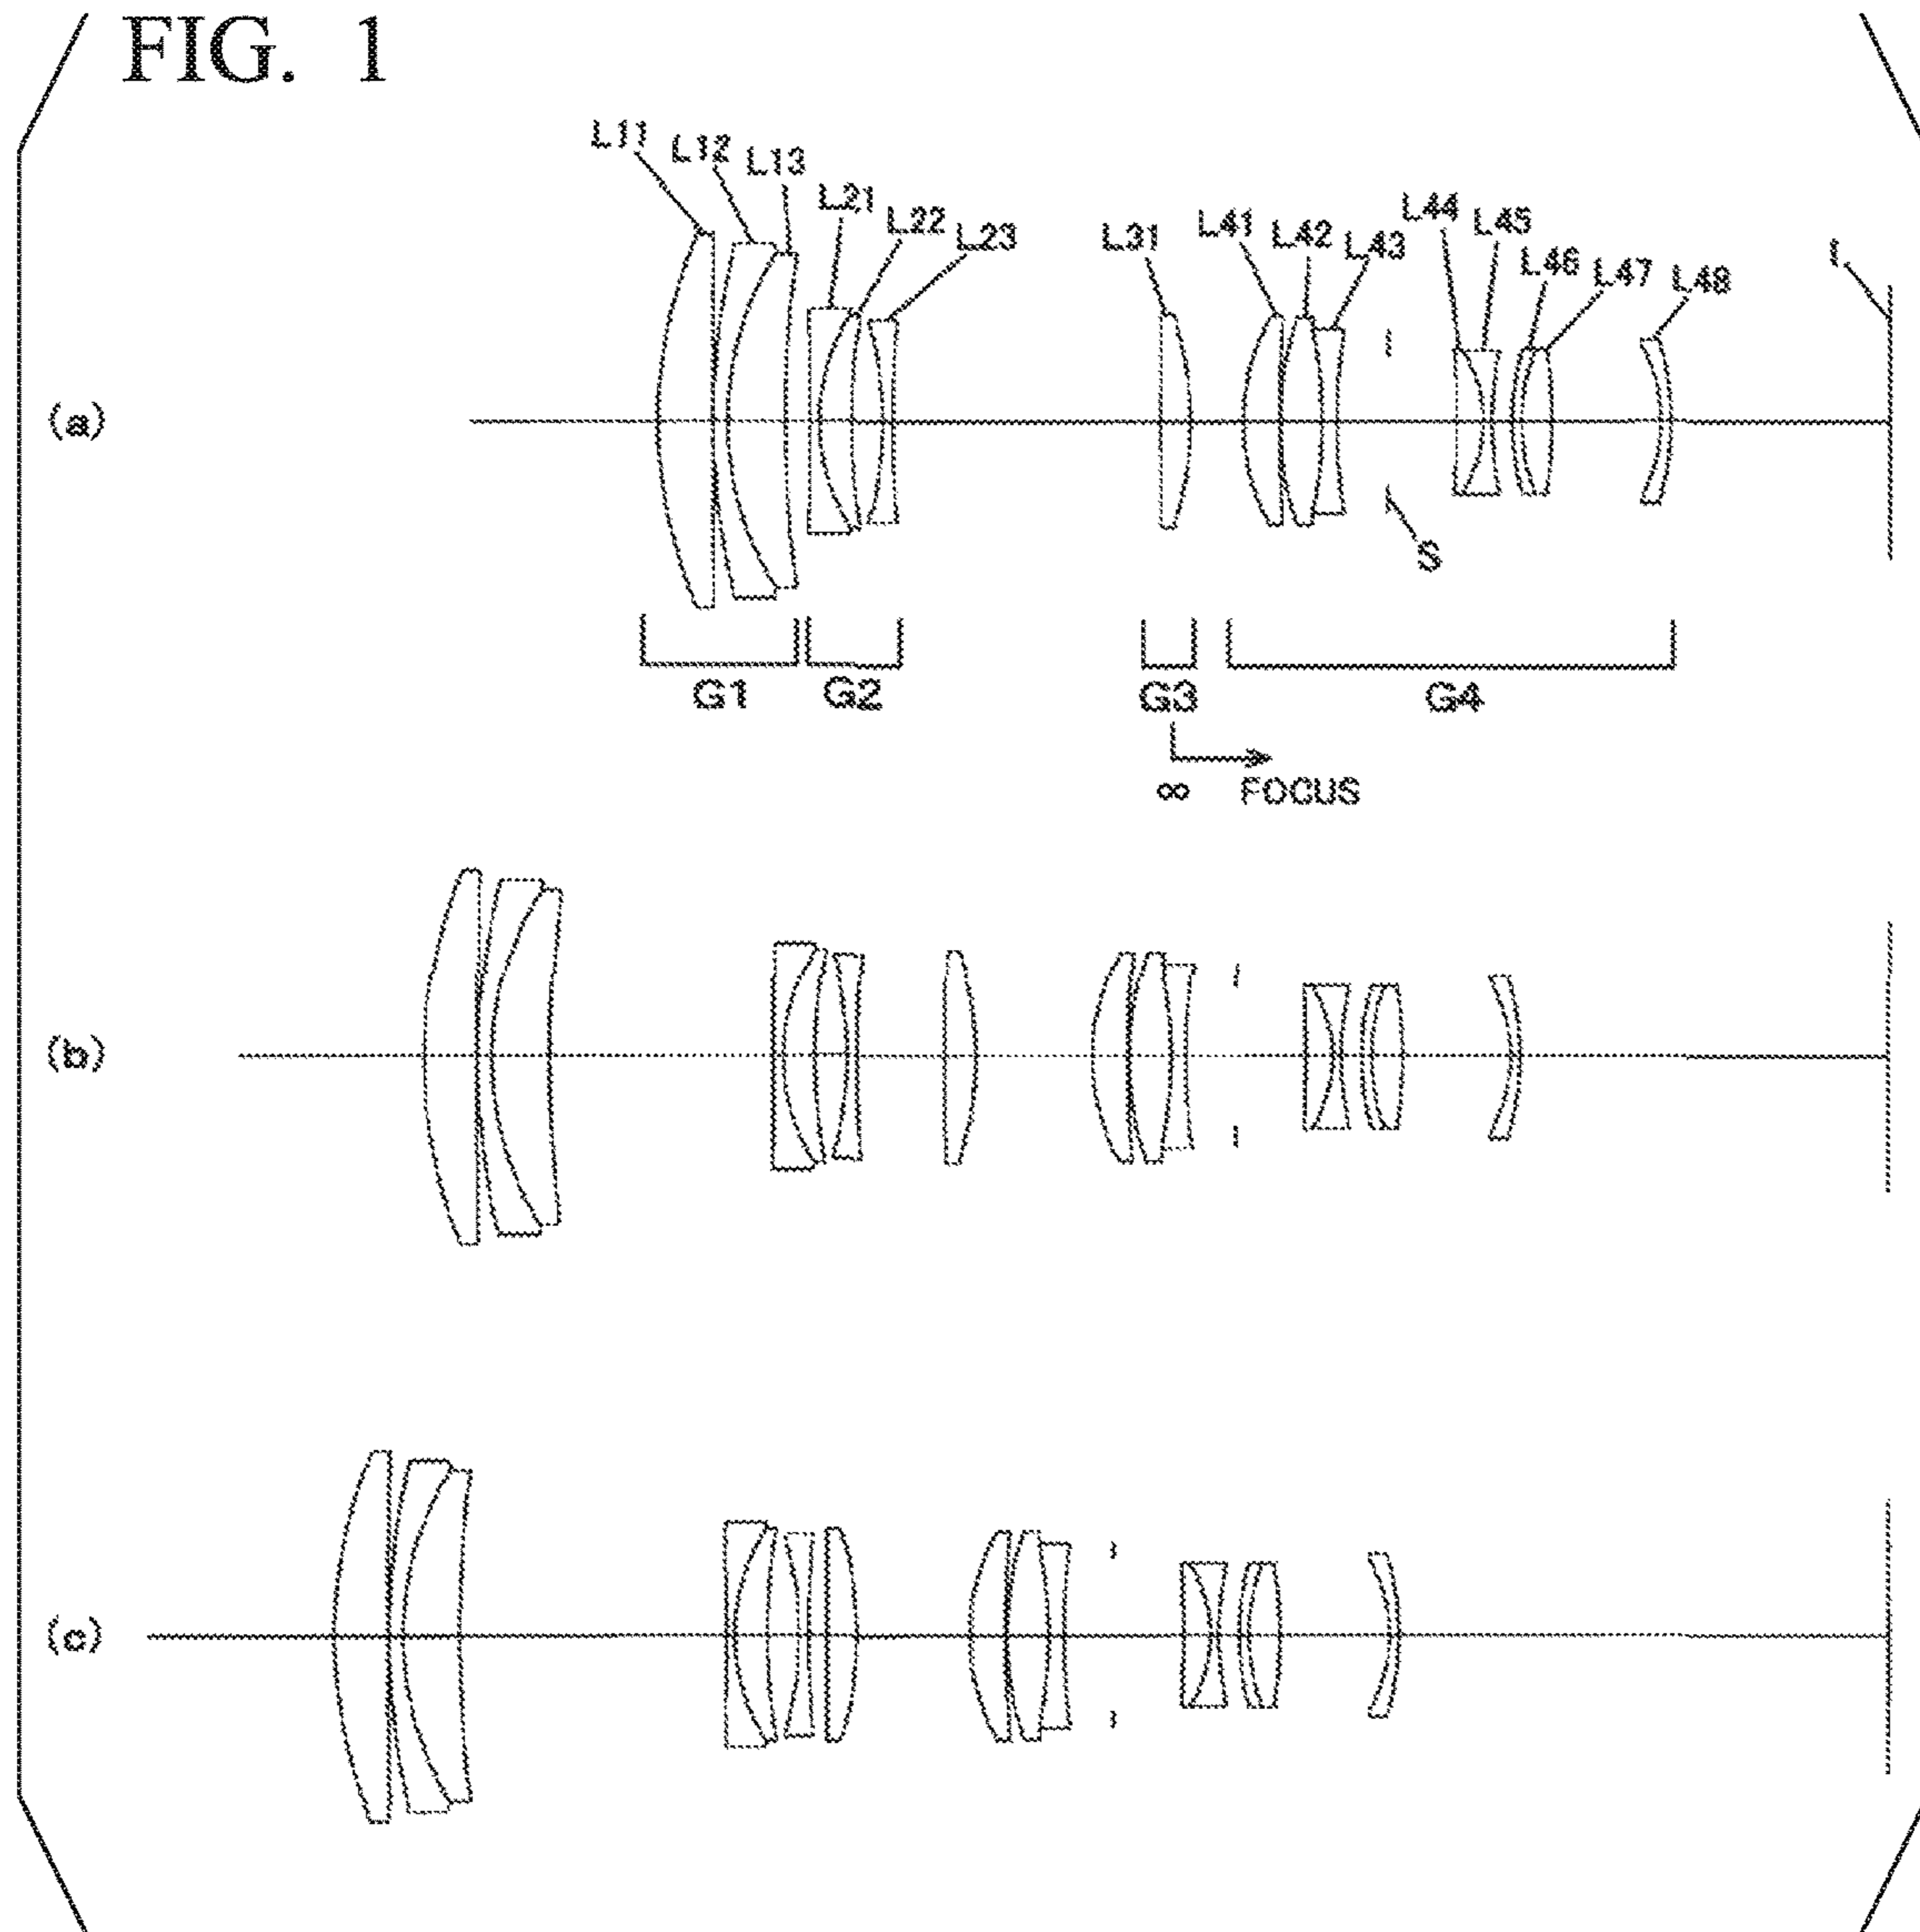 FIG. 1
L11 L12 L13 L21 L22 L23 L31 L41 L42 L43 L44 L45 L46 L47 L48 I
(a)
S
G1 G2 G3 G4
∞ FOCUS
(b)
(c)